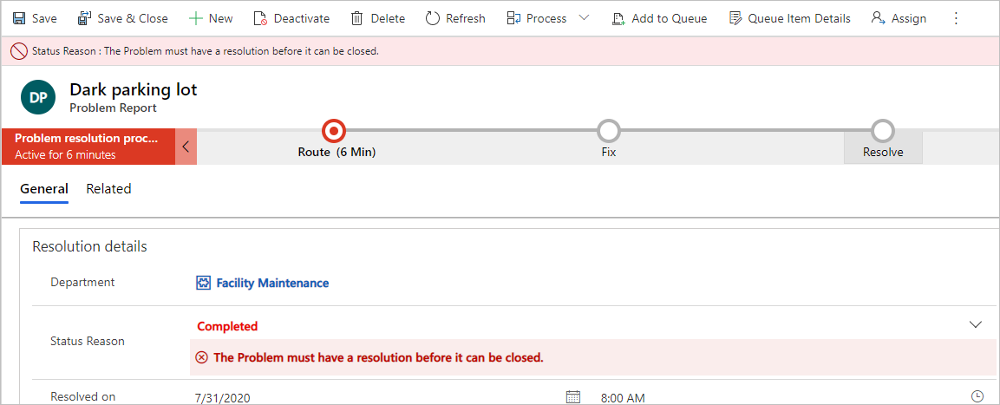 Save Save & Close New Deactivate Delete Refresh Process Add to Queue Queue Item Details Assign
Status Reason : The Problem must have a resolution before it can be closed.
DP
Dark parking lot
Problem Report
Problem resolution proc...
Active for 6 minutes
Route (6 Min) Fix Resolve
General Related
Resolution details
Department Facility Maintenance
Completed
Status Reason
The Problem must have a resolution before it can be closed.
Resolved on 7/31/2020 8:00 AM